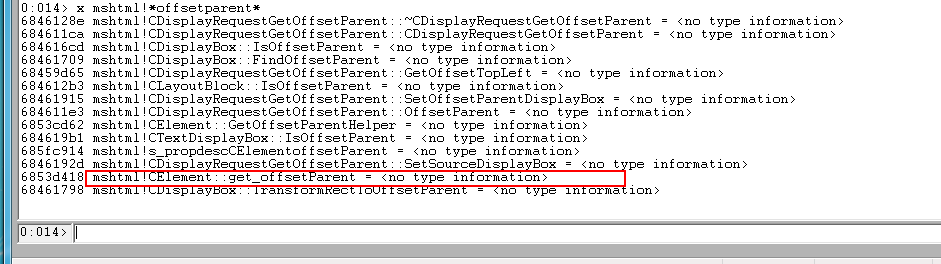 0:014> x mshtml!*offsetparent*
6846128e mshtml!CDisplayRequestGetOffsetParent::~CDisplayRequestGetOffsetParent = <no type information>
684611ca mshtml!CDisplayRequestGetOffsetParent::CDisplayRequestGetOffsetParent = <no type information>
684616cd mshtml!CDisplayBox::IsOffsetParent = <no type information>
68461709 mshtml!CDisplayBox::FindOffsetParent = <no type information>
68459d65 mshtml!CDisplayRequestGetOffsetParent::GetOffsetTopLeft = <no type information>
684612b3 mshtml!CLayoutBlock::IsOffsetParent = <no type information>
68461915 mshtml!CDisplayRequestGetOffsetParent::SetOffsetParentDisplayBox = <no type information>
684611e3 mshtml!CDisplayRequestGetOffsetParent::OffsetParent = <no type information>
6853cd62 mshtml!CElement::GetOffsetParentHelper = <no type information>
684619b1 mshtml!CTextDisplayBox::IsOffsetParent = <no type information>
685fc914 mshtml!s_propdescCElementoffsetParent = <no type information>
6846192d mshtml!CDisplayRequestGetOffsetParent::SetSourceDisplayBox = <no type information>
6853d418 mshtml!CElement::get_offsetParent = <no type information>
68461798 mshtml!CDisplayBox::TransformRectToOffsetParent = <no type information>
0:014>